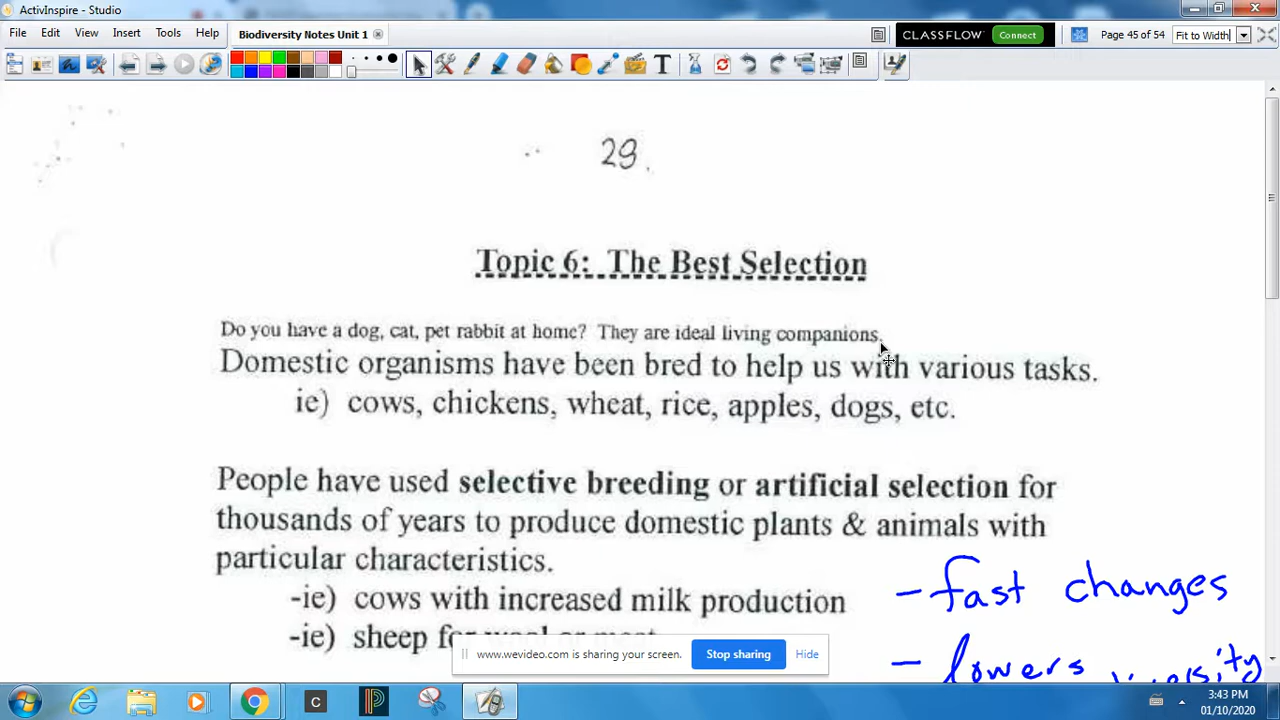 ActivInspire - Studio
File Edit View Insert Tools Help
Biodiversity Notes Unit 1
CLASSFLOW Connect
Page 45 of 54
Fit to Width
29.
Topic 6: The Best Selection
Do you have a dog, cat, pet rabbit at home? They are ideal living companions.
Domestic organisms have been bred to help us with various tasks.
ie) cows, chickens, wheat, rice, apples, dogs, etc.
People have used selective breeding or artificial selection for
thousands of years to produce domestic plants & animals with
particular characteristics.
-ie) cows with increased milk production
-ie) sheep for wool or meat
- fast changes
- lowers
www.wevideo.com is sharing your screen. Stop sharing Hide
3:43 PM
01/10/2020